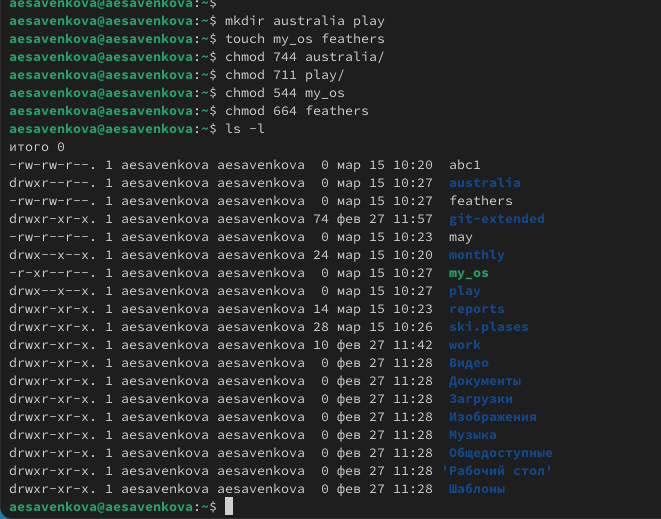 aesavenkova@aesavenkova:~$
aesavenkova@aesavenkova:~$ mkdir australia play
aesavenkova@aesavenkova:~$ touch my_os feathers
aesavenkova@aesavenkova:~$ chmod 744 australia/
aesavenkova@aesavenkova:~$ chmod 711 play/
aesavenkova@aesavenkova:~$ chmod 544 my_os
aesavenkova@aesavenkova:~$ chmod 664 feathers
aesavenkova@aesavenkova:~$ ls -l
итого 0
-rw-rw-r--. 1 aesavenkova aesavenkova  0 мар 15 10:20  abc1
drwxr--r--. 1 aesavenkova aesavenkova  0 мар 15 10:27  australia
-rw-rw-r--. 1 aesavenkova aesavenkova  0 мар 15 10:27  feathers
drwxr-xr-x. 1 aesavenkova aesavenkova 74 фев 27 11:57  git-extended
-rw-r--r--. 1 aesavenkova aesavenkova  0 мар 15 10:23  may
drwx--x--x. 1 aesavenkova aesavenkova 24 мар 15 10:20  monthly
-r-xr--r--. 1 aesavenkova aesavenkova  0 мар 15 10:27  my_os
drwx--x--x. 1 aesavenkova aesavenkova  0 мар 15 10:27  play
drwxr-xr-x. 1 aesavenkova aesavenkova 14 мар 15 10:23  reports
drwxr-xr-x. 1 aesavenkova aesavenkova 28 мар 15 10:26  ski.plases
drwxr-xr-x. 1 aesavenkova aesavenkova 10 фев 27 11:42  work
drwxr-xr-x. 1 aesavenkova aesavenkova  0 фев 27 11:28  Видео
drwxr-xr-x. 1 aesavenkova aesavenkova  0 фев 27 11:28  Документы
drwxr-xr-x. 1 aesavenkova aesavenkova  0 фев 27 11:28  Загрузки
drwxr-xr-x. 1 aesavenkova aesavenkova  0 фев 27 11:28  Изображения
drwxr-xr-x. 1 aesavenkova aesavenkova  0 фев 27 11:28  Музыка
drwxr-xr-x. 1 aesavenkova aesavenkova  0 фев 27 11:28  Общедоступные
drwxr-xr-x. 1 aesavenkova aesavenkova  0 фев 27 11:28 'Рабочий стол'
drwxr-xr-x. 1 aesavenkova aesavenkova  0 фев 27 11:28  Шаблоны
aesavenkova@aesavenkova:~$